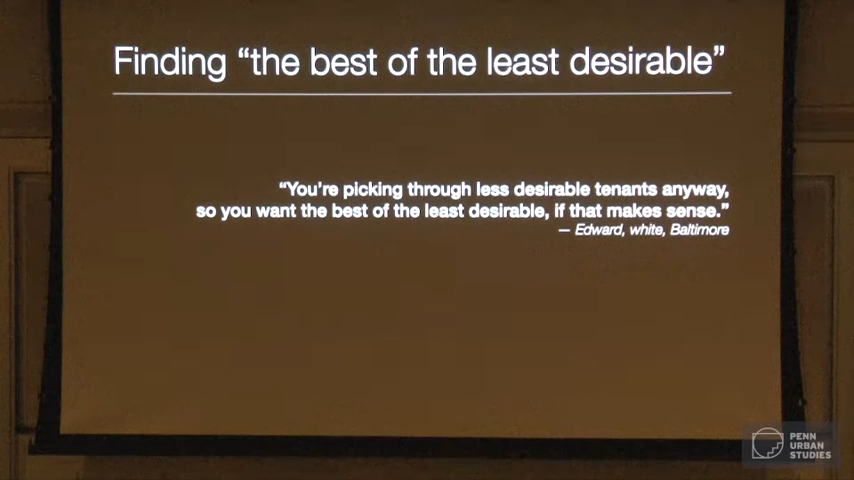 Finding “the best of the least desirable”
“You’re picking through less desirable tenants anyway,
so you want the best of the least desirable, if that makes sense.”
— Edward, white, Baltimore
PENN
URBAN
STUDIES